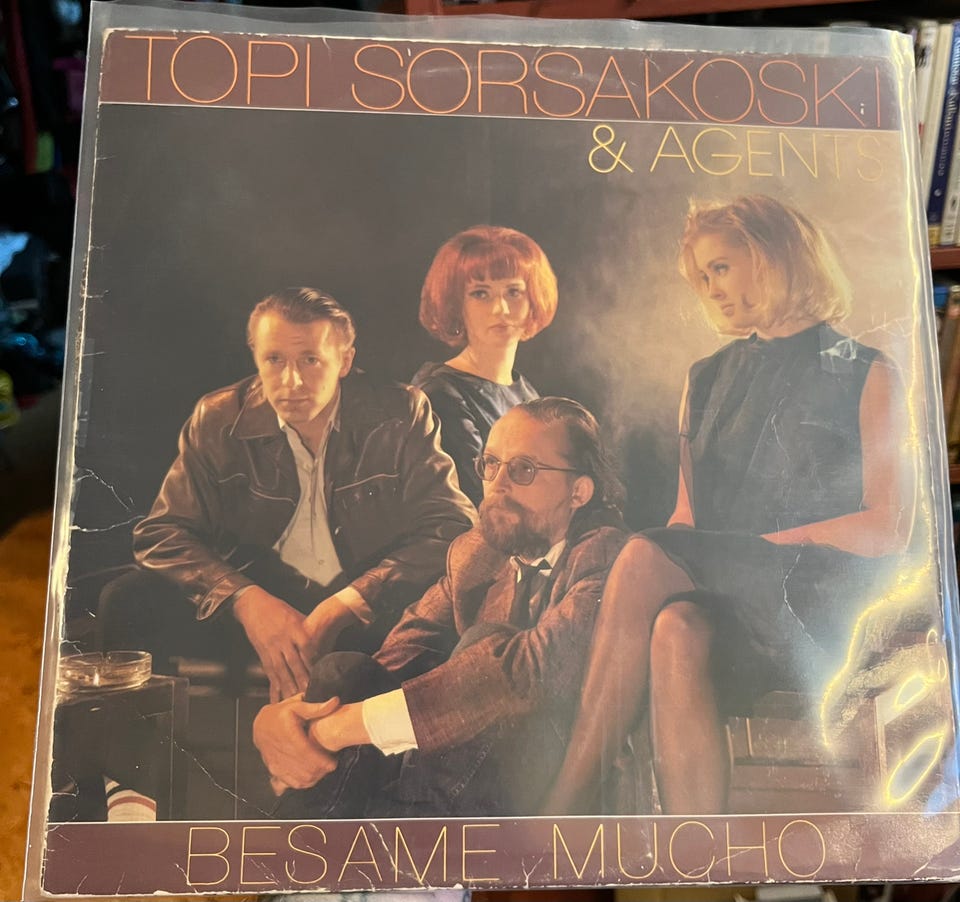 TOPI SORSAKOSKI
& AGENTS
BESAME MUCHO